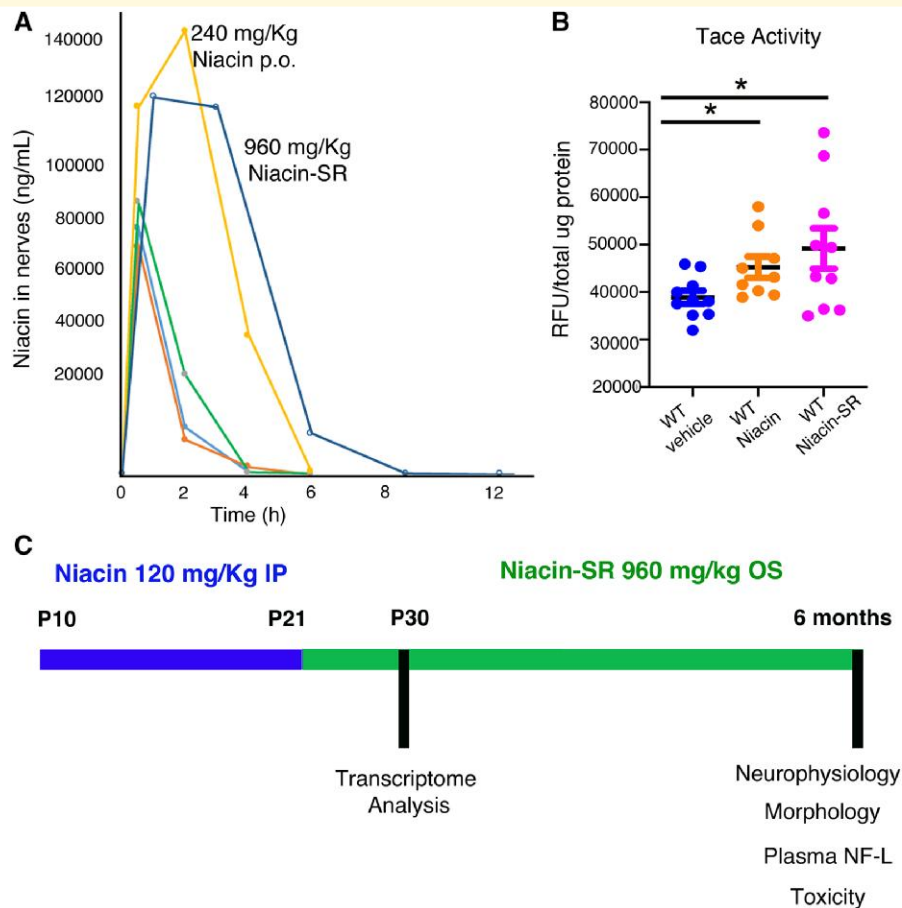 A
140000
120000
100000
80000
60000
40000
20000
Niacin in nerves (ng/mL)
240 mg/Kg
Niacin p.o.
960 mg/Kg
Niacin-SR
0 2 4 6 8 12
Time (h)
B
Tace Activity
*
*
80000
70000
60000
50000
40000
30000
20000
RFU/total ug protein
WT
vehicle
WT
Niacin
WT
Niacin-SR
C
Niacin 120 mg/Kg IP
Niacin-SR 960 mg/kg OS
P10 P21 P30 6 months
Transcriptome
Analysis
Neurophysiology
Morphology
Plasma NF-L
Toxicity